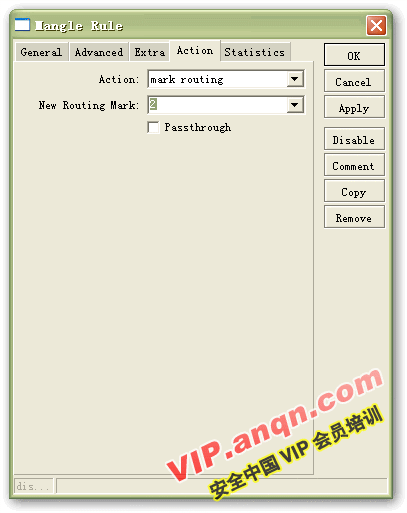 Mangle Rule
General Advanced Extra Action Statistics
Action: mark routing
New Routing Mark: 2
Passthrough
OK
Cancel
Apply
Disable
Comment
Copy
Remove
VIP.anqn.com
安全中国 VIP 会员培训
dis...